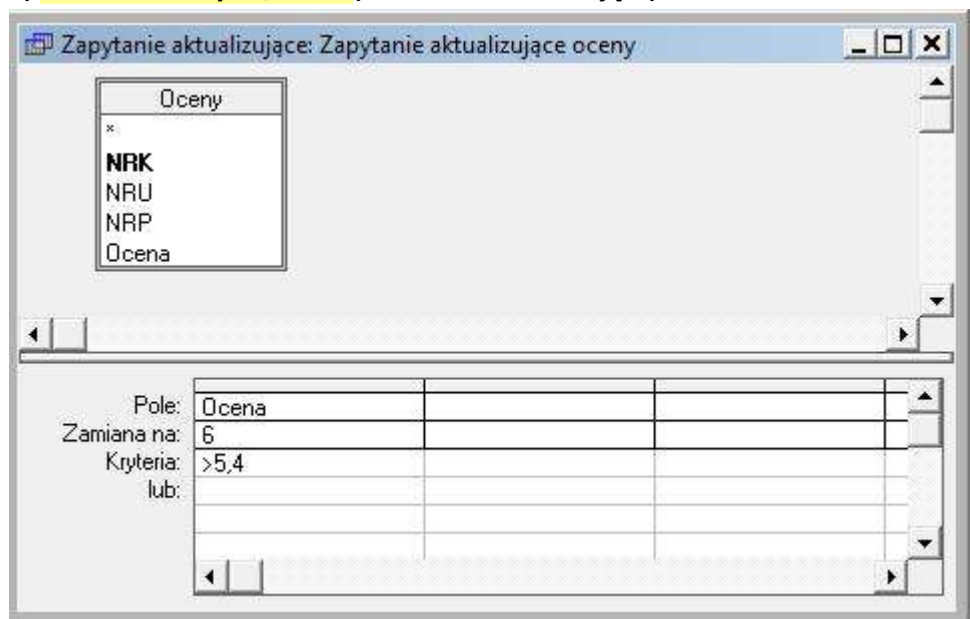 Zapytanie aktualizujące: Zapytanie aktualizujące oceny
Oceny
*
NRK
NRU
NRP
Ocena
Pole: Ocena
Zamiana na: 6
Kryteria: >5,4
lub: